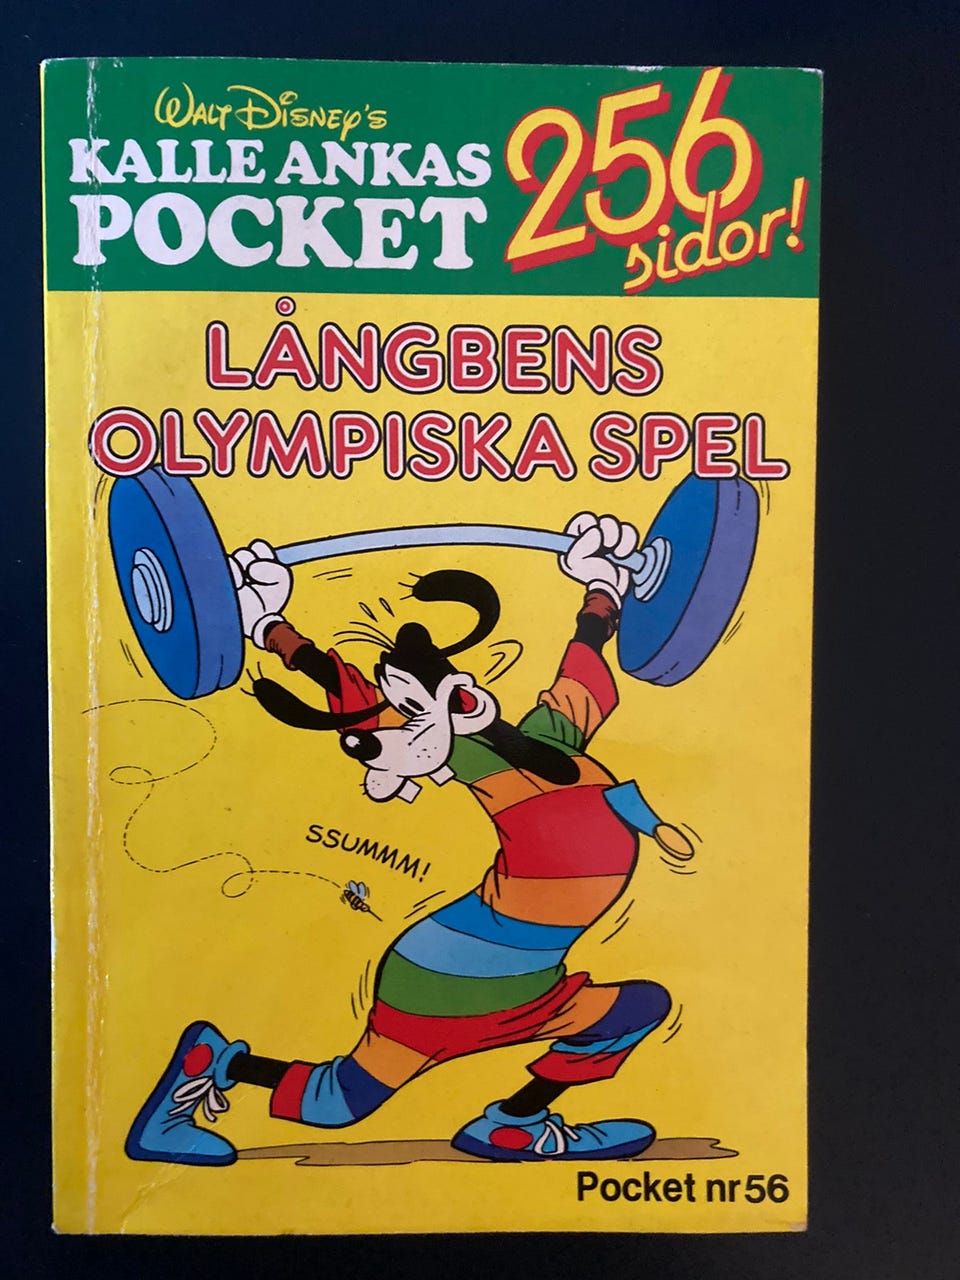 WALT DISNEY'S
KALLE ANKAS
POCKET
256
sidor!
LÅNGBENS
OLYMPISKA SPEL
SSUMMM!
Pocket nr 56